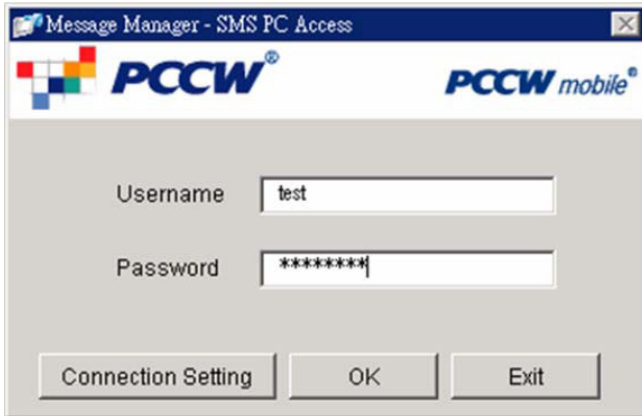 Message Manager - SMS PC Access
PCCW® PCCW mobile®
Username test
Password ********
Connection Setting OK Exit